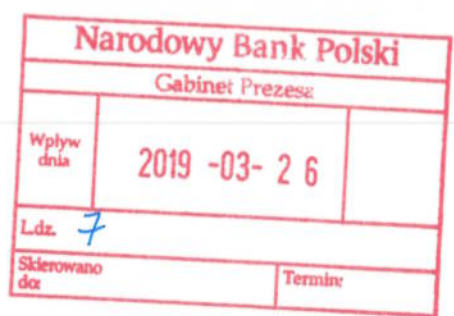 Narodowy Bank Polski
Gabinet Prezesa
Wpływ
dnia
2019 -03- 2 6
L.dz. 7
Skierowano
do:
Termin: